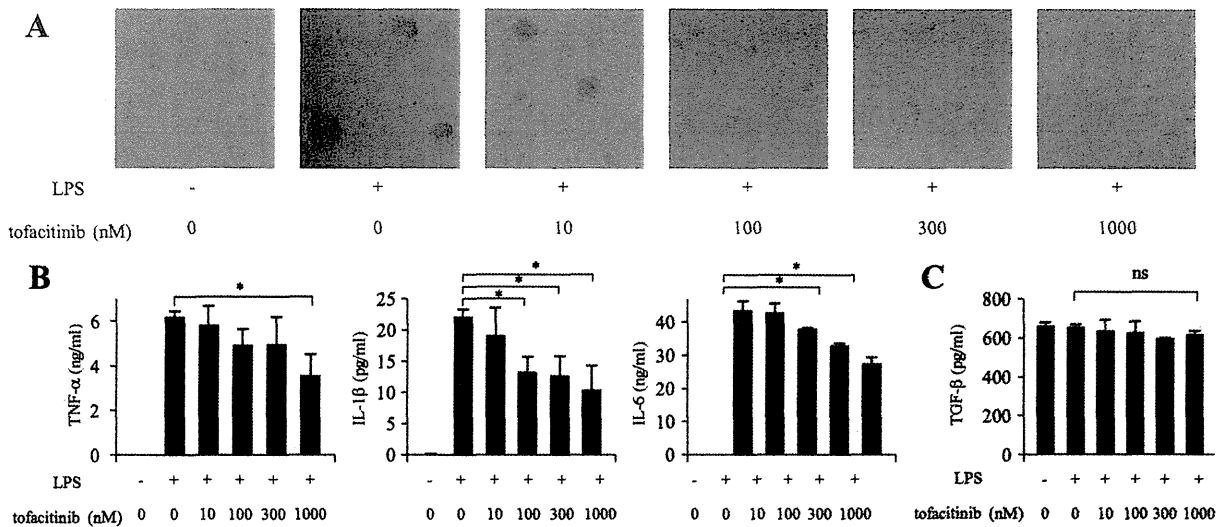 A
LPS - + + + + +
tofacitinib (nM) 0 0 10 100 300 1000
B
TNF-α (ng/ml)
6
4
2
0
*
LPS - + + + + +
tofacitinib (nM) 0 0 10 100 300 1000
IL-1β (pg/ml)
25
20
15
10
5
0
*
*
*
- + + + + +
0 0 10 100 300 1000
IL-6 (ng/ml)
40
30
20
10
0
*
*
- + + + + +
0 0 10 100 300 1000
C
TGF-β (pg/ml)
800
600
400
200
0
ns
LPS - + + + + +
tofacitinib (nM) 0 0 10 100 300 1000